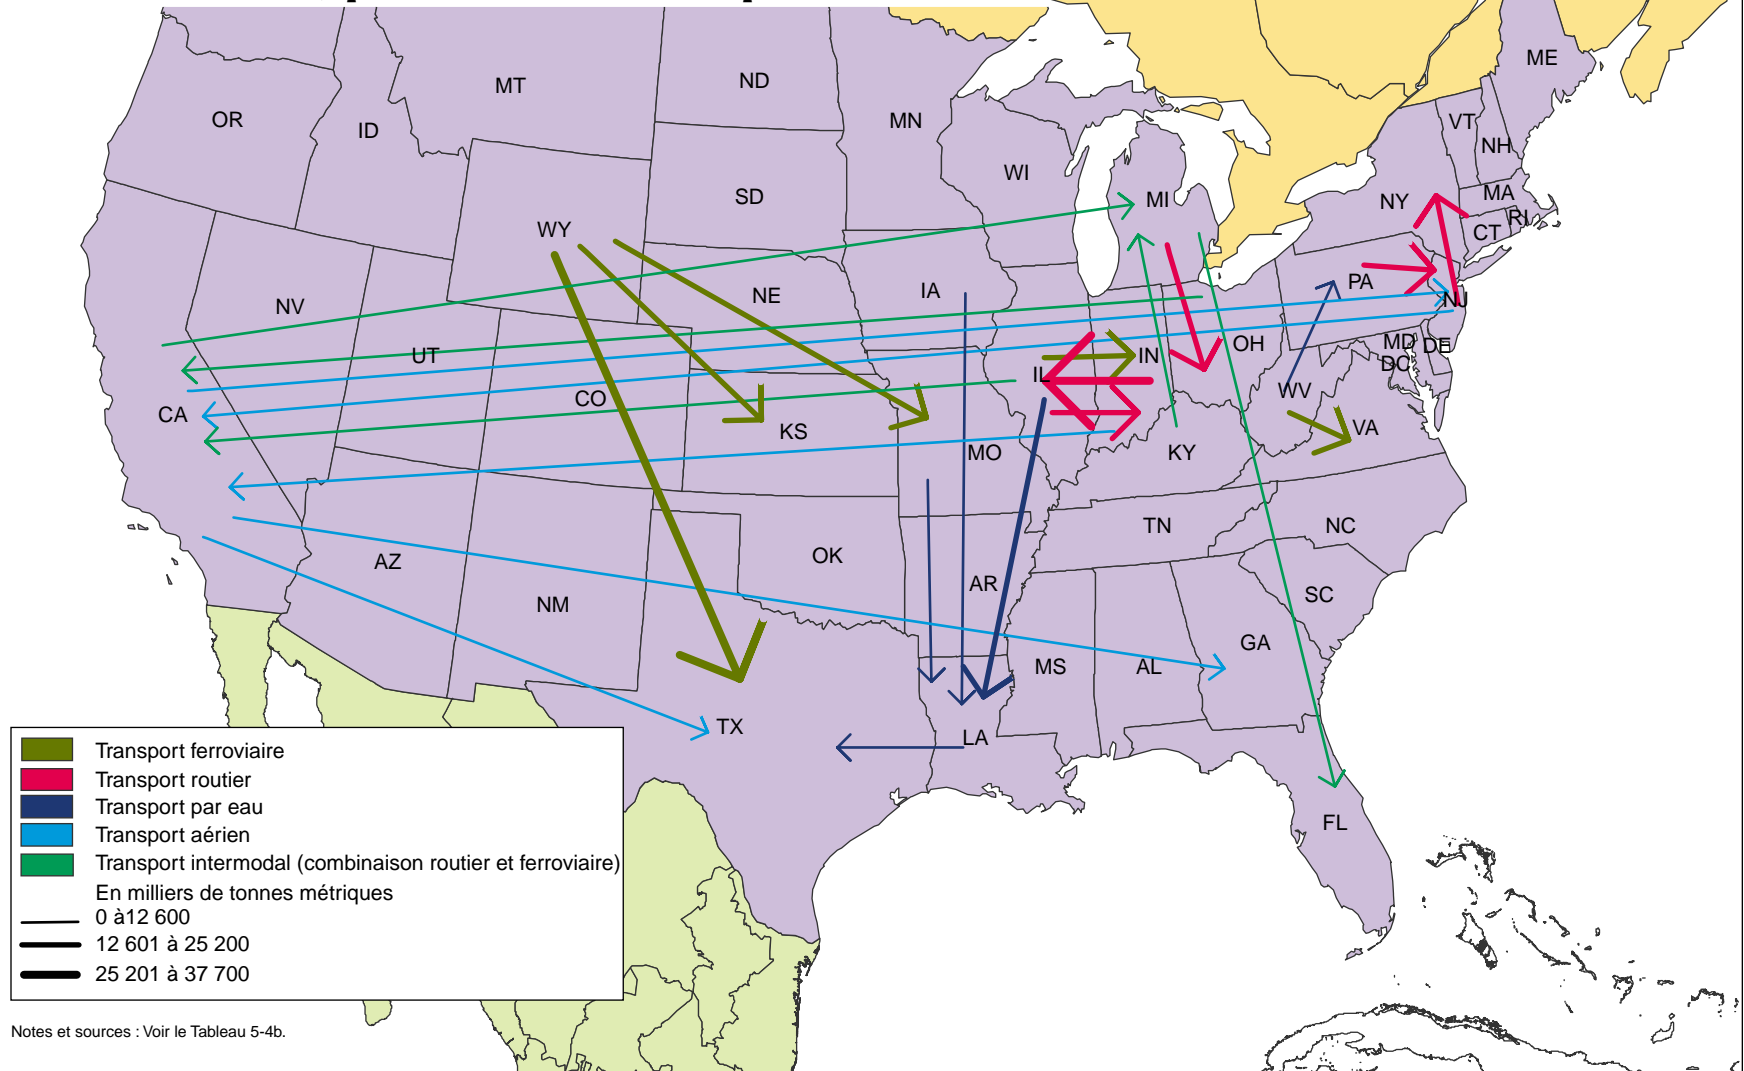 ME
MT
ND
OR
MN
VT
ID
NH
WI
SD
MI
MA
NY
RI
WY
CT
PA
IA
NE
NV
NJ
MD
DE
OH
UT
IN
DC
IL
WV
CO
CA
VA
KS
MO
KY
TN
NC
OK
AZ
AR
SC
NM
GA
MS
AL
TX
LA
FL
Transport ferroviaire
Transport routier
Transport par eau
Transport aérien
Transport intermodal (combinaison routier et ferroviaire)
En milliers de tonnes métriques
0 à12 600
12 601 à 25 200
25 201 à 37 700
Notes et sources : Voir le Tableau 5-4b.